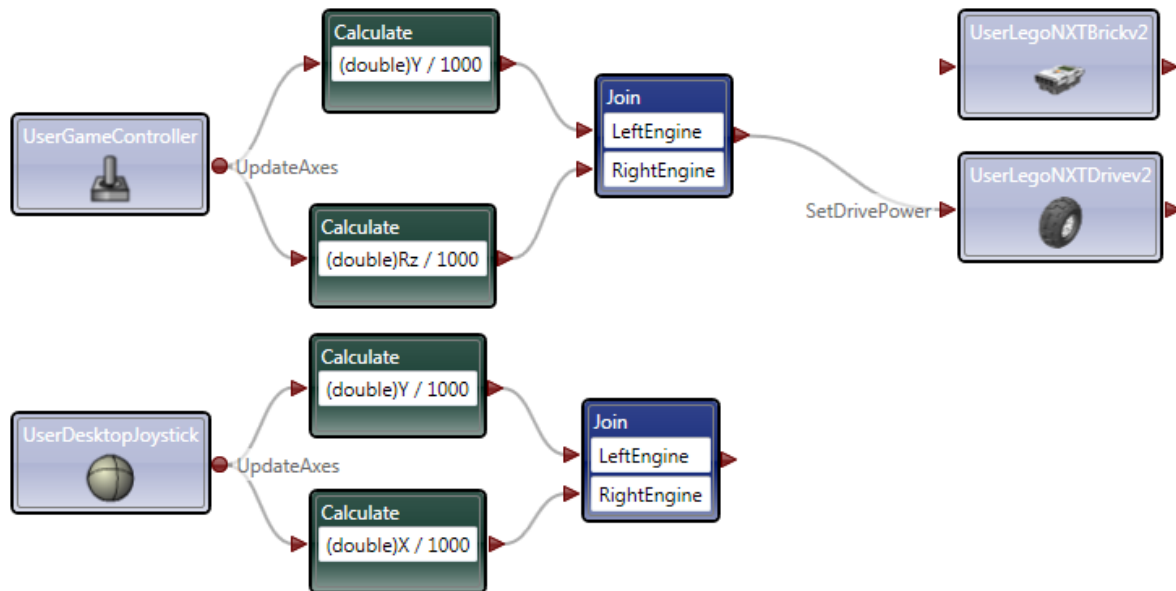 UserGameController
UpdateAxes
Calculate
(double)Y / 1000
Calculate
(double)Rz / 1000
Join
LeftEngine
RightEngine
SetDrivePower
UserLegoNXTBrickv2
UserLegoNXTDrivev2
UserDesktopJoystick
UpdateAxes
Calculate
(double)Y / 1000
Calculate
(double)X / 1000
Join
LeftEngine
RightEngine